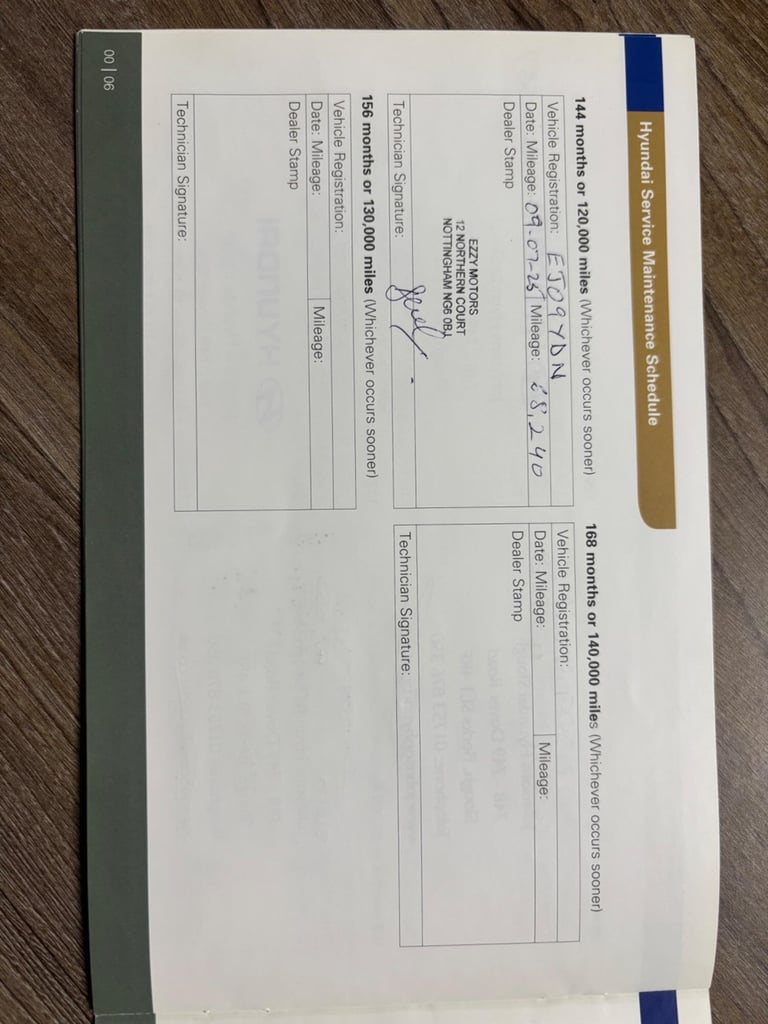 Hyundai Service Maintenance Schedule
144 months or 120,000 miles (Whichever occurs sooner)
Vehicle Registration: EJ09YDN
Date: Mileage: 09-07-25 Mileage: 28,240
Dealer Stamp
EZZY MOTORS
12 NORTHERN COURT
NOTTINGHAM NG6 0BJ
Technician Signature:
156 months or 130,000 miles (Whichever occurs sooner)
Vehicle Registration:
Date: Mileage: Mileage:
Dealer Stamp
Technician Signature:
168 months or 140,000 miles (Whichever occurs sooner)
Vehicle Registration:
Date: Mileage: Mileage:
Dealer Stamp
Technician Signature:
00 | 06